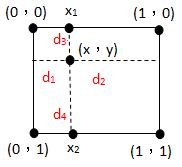 (0 , 0) x1 (1 , 0)
d3
(x , y)
d1 d2
d4
(0 , 1) x2 (1 , 1)